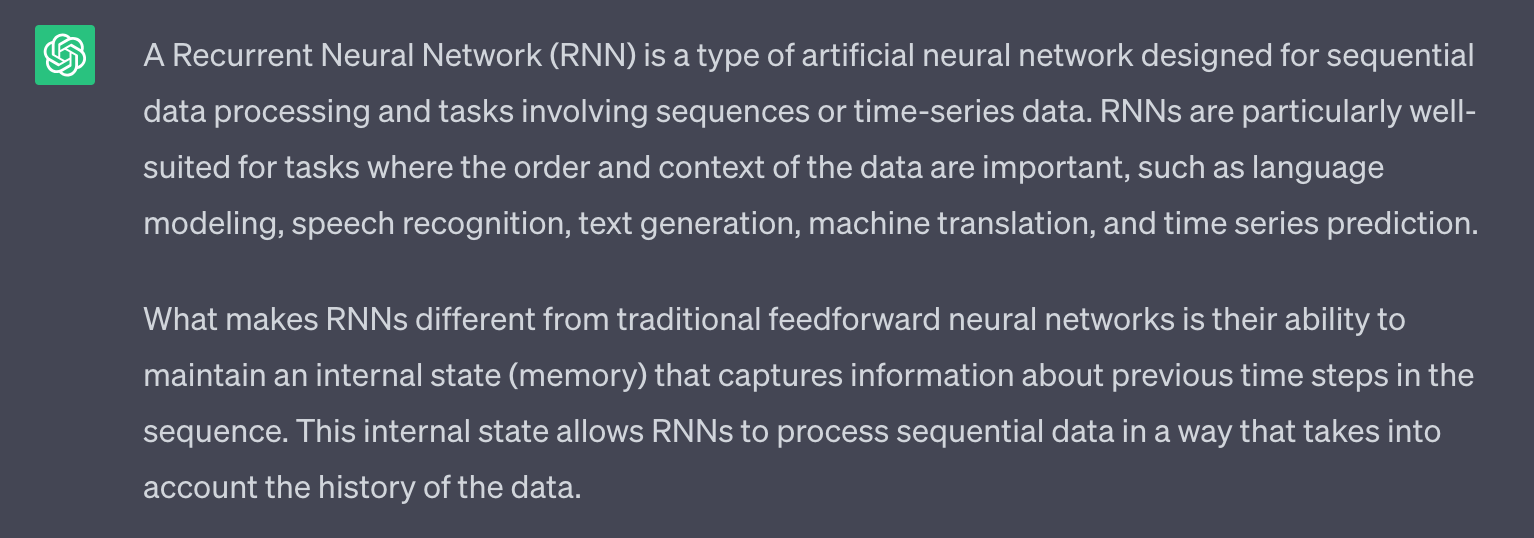 A Recurrent Neural Network (RNN) is a type of artificial neural network designed for sequential
data processing and tasks involving sequences or time-series data. RNNs are particularly well-
suited for tasks where the order and context of the data are important, such as language
modeling, speech recognition, text generation, machine translation, and time series prediction.
What makes RNNs different from traditional feedforward neural networks is their ability to
maintain an internal state (memory) that captures information about previous time steps in the
sequence. This internal state allows RNNs to process sequential data in a way that takes into
account the history of the data.